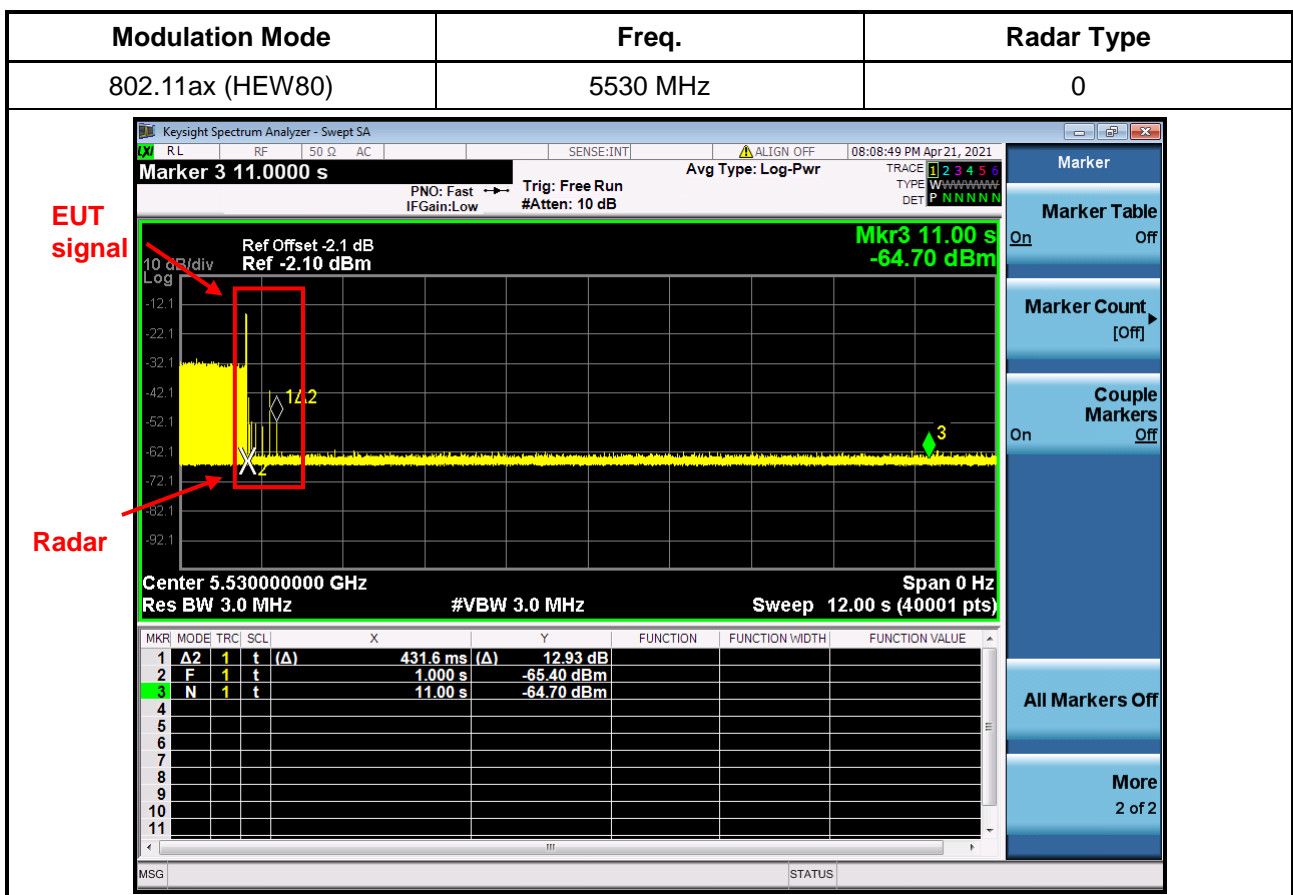 Modulation Mode Freq. Radar Type
802.11ax (HEW80) 5530 MHz 0
Keysight Spectrum Analyzer - Swept SA
LXI RL RF 50 Ω AC SENSE:INT ALIGN OFF 08:08:49 PM Apr 21, 2021
Marker 3 11.0000 s Avg Type: Log-Pwr TRACE 1 2 3 4 5 6
PNO: Fast Trig: Free Run TYPE WWWWWW
IFGain:Low #Atten: 10 dB DET P N N N N N
Marker
Marker Table
On Off
Marker Count
[Off]
Couple Markers
On Off
All Markers Off
More
2 of 2
EUT signal
Mkr3 11.00 s
-64.70 dBm
Ref Offset -2.1 dB
10 dB/div Ref -2.10 dBm
Log
-12.1
-22.1
-32.1
-42.1
-52.1
-62.1
-72.1
-82.1
-92.1
1Δ2
2
3
Radar
Center 5.530000000 GHz Span 0 Hz
Res BW 3.0 MHz #VBW 3.0 MHz Sweep 12.00 s (40001 pts)
MKR MODE TRC SCL X Y FUNCTION FUNCTION WIDTH FUNCTION VALUE
1 Δ2 1 t (Δ) 431.6 ms (Δ) 12.93 dB
2 F 1 t 1.000 s -65.40 dBm
3 N 1 t 11.00 s -64.70 dBm
4
5
6
7
8
9
10
11
MSG STATUS